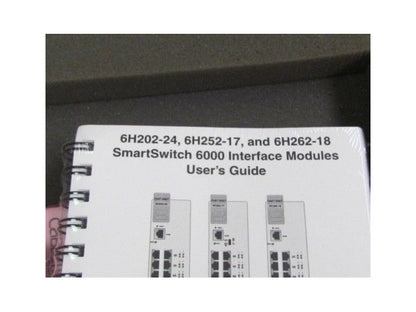 6H202-24, 6H252-17, and 6H262-18
SmartSwitch 6000 Interface Modules
User's Guide